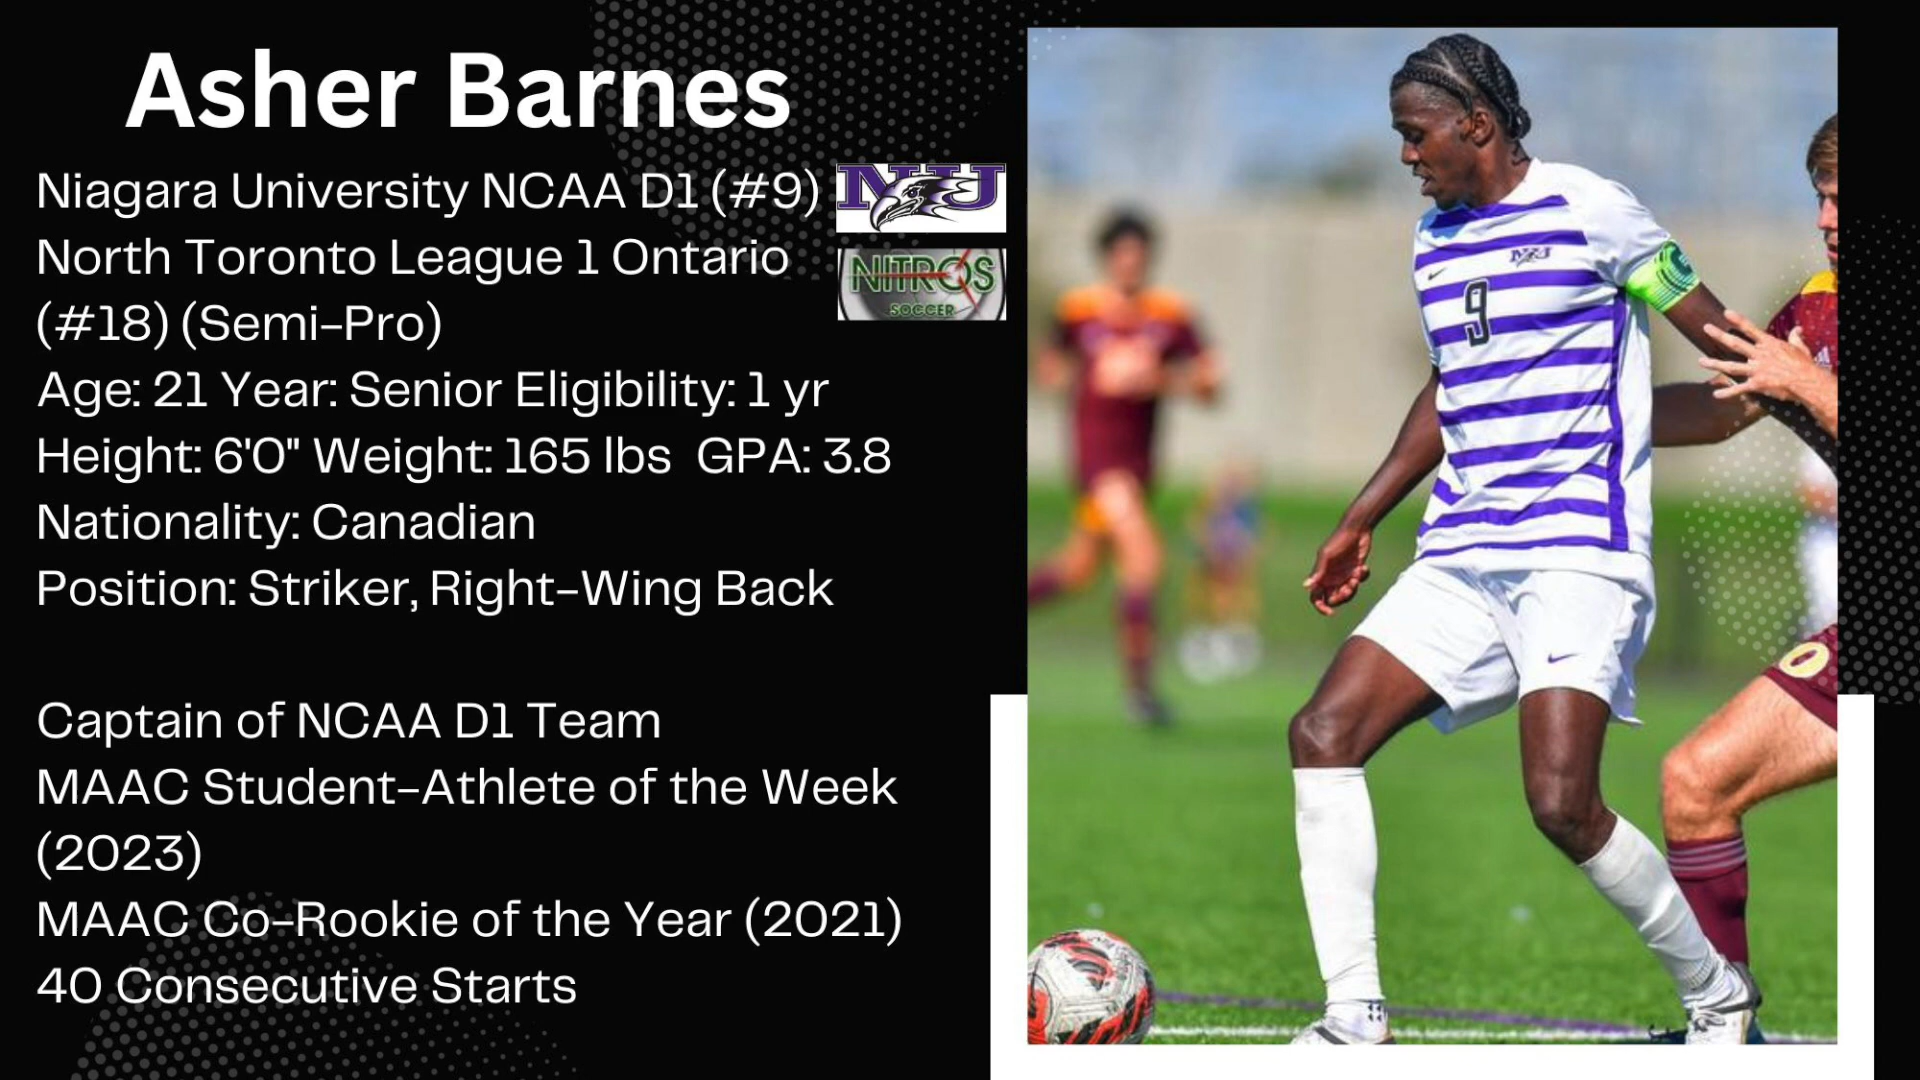 Asher Barnes
Niagara University NCAA D1 (#9)
North Toronto League 1 Ontario
(#18) (Semi-Pro)
Age: 21 Year: Senior Eligibility: 1 yr
Height: 6'0" Weight: 165 lbs  GPA: 3.8
Nationality: Canadian
Position: Striker, Right-Wing Back
Captain of NCAA D1 Team
MAAC Student-Athlete of the Week
(2023)
MAAC Co-Rookie of the Year (2021)
40 Consecutive Starts
NU
NITROS
SOCCER
NU
9
0